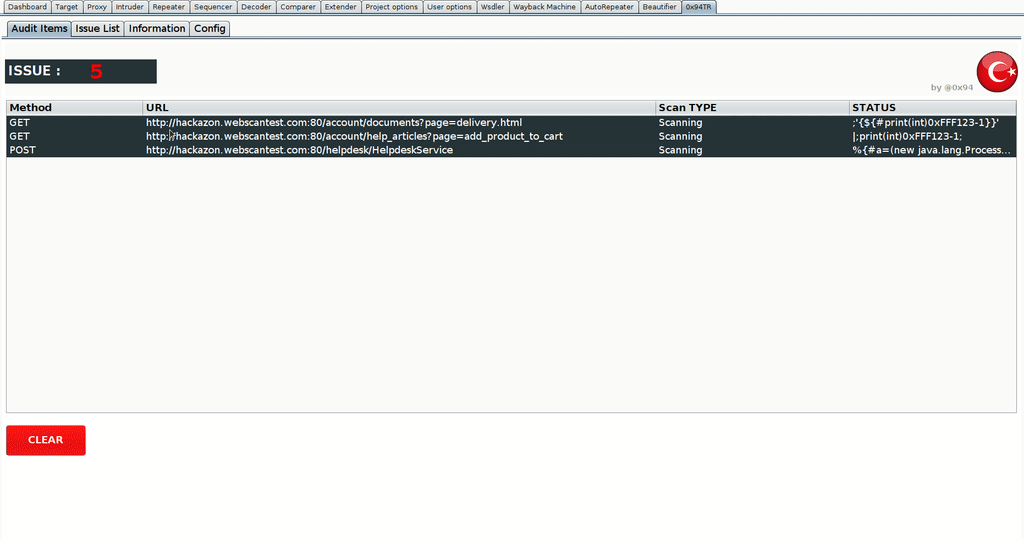 Dashboard Target Proxy Intruder Repeater Sequencer Decoder Comparer Extender Project options User options Wsdler Wayback Machine AutoRepeater Beautifier 0x94TR
Audit Items Issue List Information Config
ISSUE : 5
by @0x94
Method URL Scan TYPE STATUS
GET http://hackazon.webscantest.com:80/account/documents?page=delivery.html Scanning ;'{${#print(int)0xFFF123-1}}'
GET http://hackazon.webscantest.com:80/account/help_articles?page=add_product_to_cart Scanning |;print(int)0xFFF123-1;
POST http://hackazon.webscantest.com:80/helpdesk/HelpdeskService Scanning %{#a=(new java.lang.Process...
CLEAR